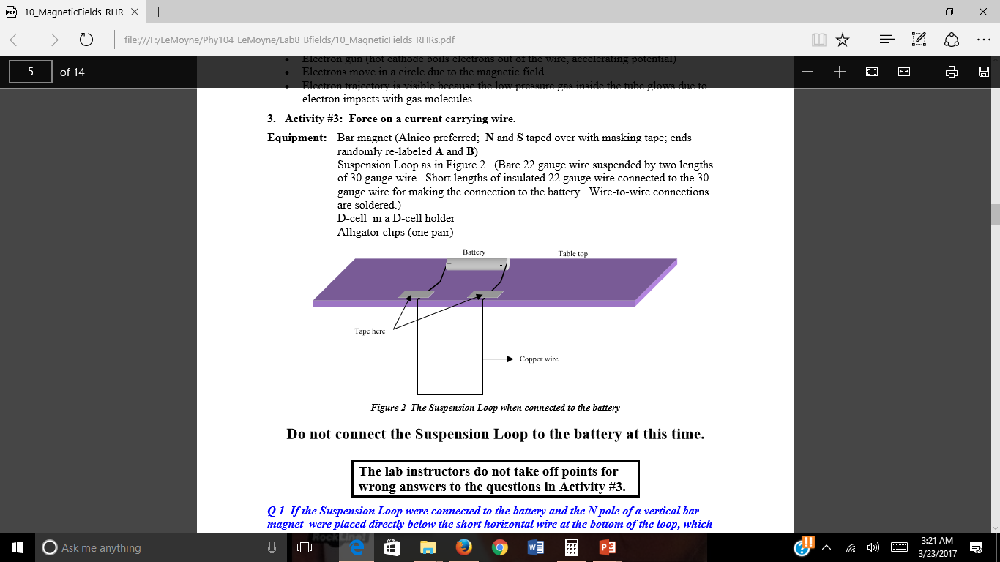 10_MagneticFields-RHR
file:///F:/LeMoyne/Phy104-LeMoyne/Lab8-Bfields/10_MagneticFields-RHRs.pdf
5 of 14
• Electron gun (hot cathode boils electrons out of the wire, accelerating potential)
• Electrons move in a circle due to the magnetic field
• Electron trajectory is visible because the low pressure gas inside the tube glows due to
electron impacts with gas molecules
3. Activity #3: Force on a current carrying wire.
Equipment: Bar magnet (Alnico preferred; N and S taped over with masking tape; ends
randomly re-labeled A and B)
Suspension Loop as in Figure 2. (Bare 22 gauge wire suspended by two lengths
of 30 gauge wire. Short lengths of insulated 22 gauge wire connected to the 30
gauge wire for making the connection to the battery. Wire-to-wire connections
are soldered.)
D-cell in a D-cell holder
Alligator clips (one pair)
Battery
Table top
+ -
Tape here
Copper wire
Figure 2 The Suspension Loop when connected to the battery
Do not connect the Suspension Loop to the battery at this time.
The lab instructors do not take off points for
wrong answers to the questions in Activity #3.
Q 1 If the Suspension Loop were connected to the battery and the N pole of a vertical bar
magnet were placed directly below the short horizontal wire at the bottom of the loop, which
Ask me anything
3:21 AM
3/23/2017